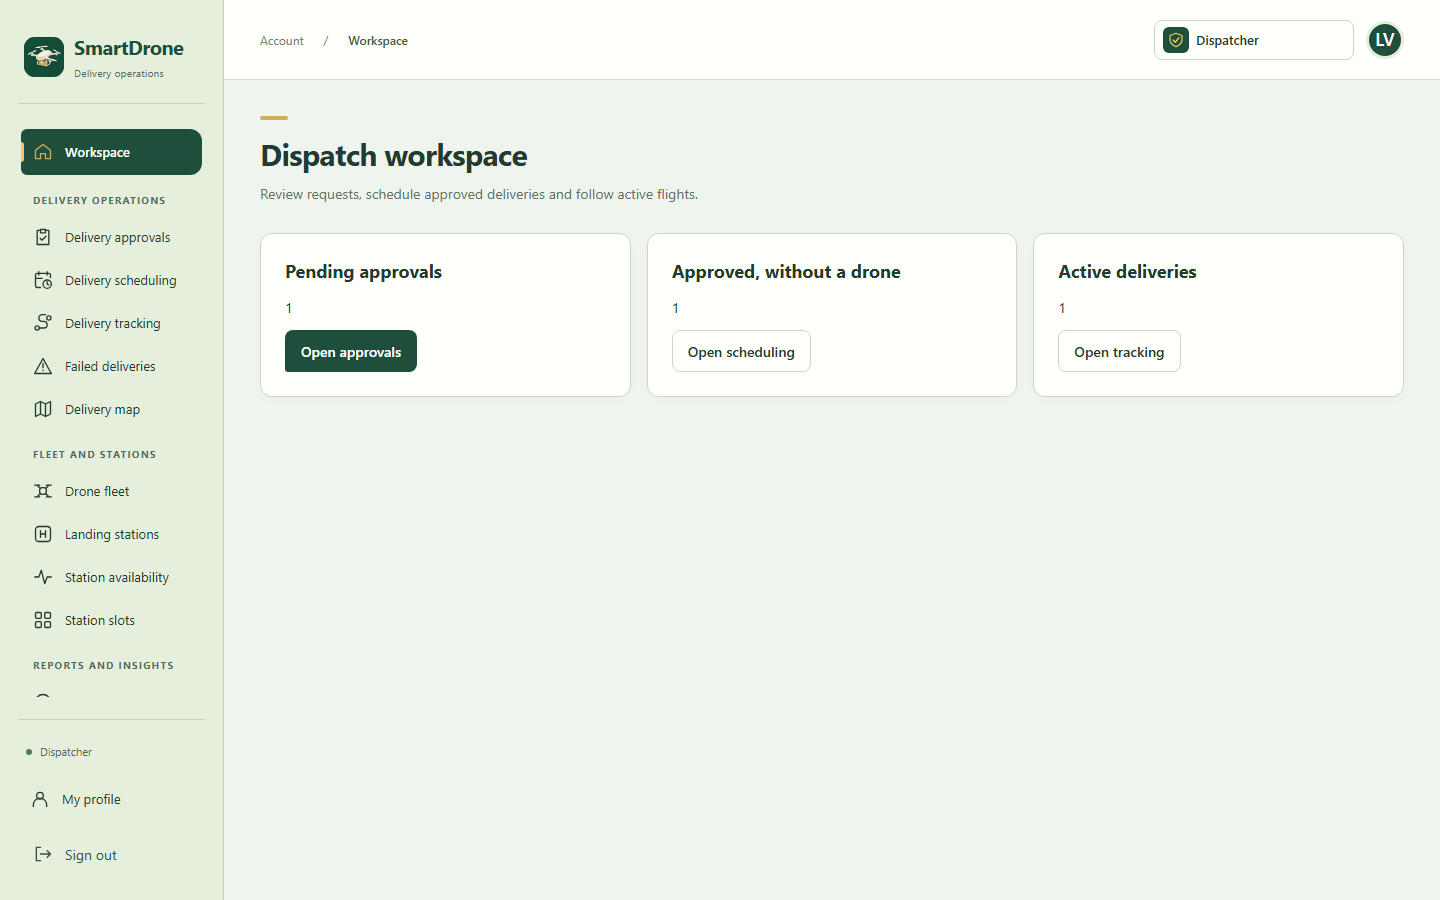 SmartDrone
Delivery operations
Workspace
DELIVERY OPERATIONS
Delivery approvals
Delivery scheduling
Delivery tracking
Failed deliveries
Delivery map
FLEET AND STATIONS
Drone fleet
Landing stations
Station availability
Station slots
REPORTS AND INSIGHTS
Dispatcher
My profile
Sign out
Account / Workspace
Dispatcher
LV
Dispatch workspace
Review requests, schedule approved deliveries and follow active flights.
Pending approvals
1
Open approvals
Approved, without a drone
1
Open scheduling
Active deliveries
1
Open tracking